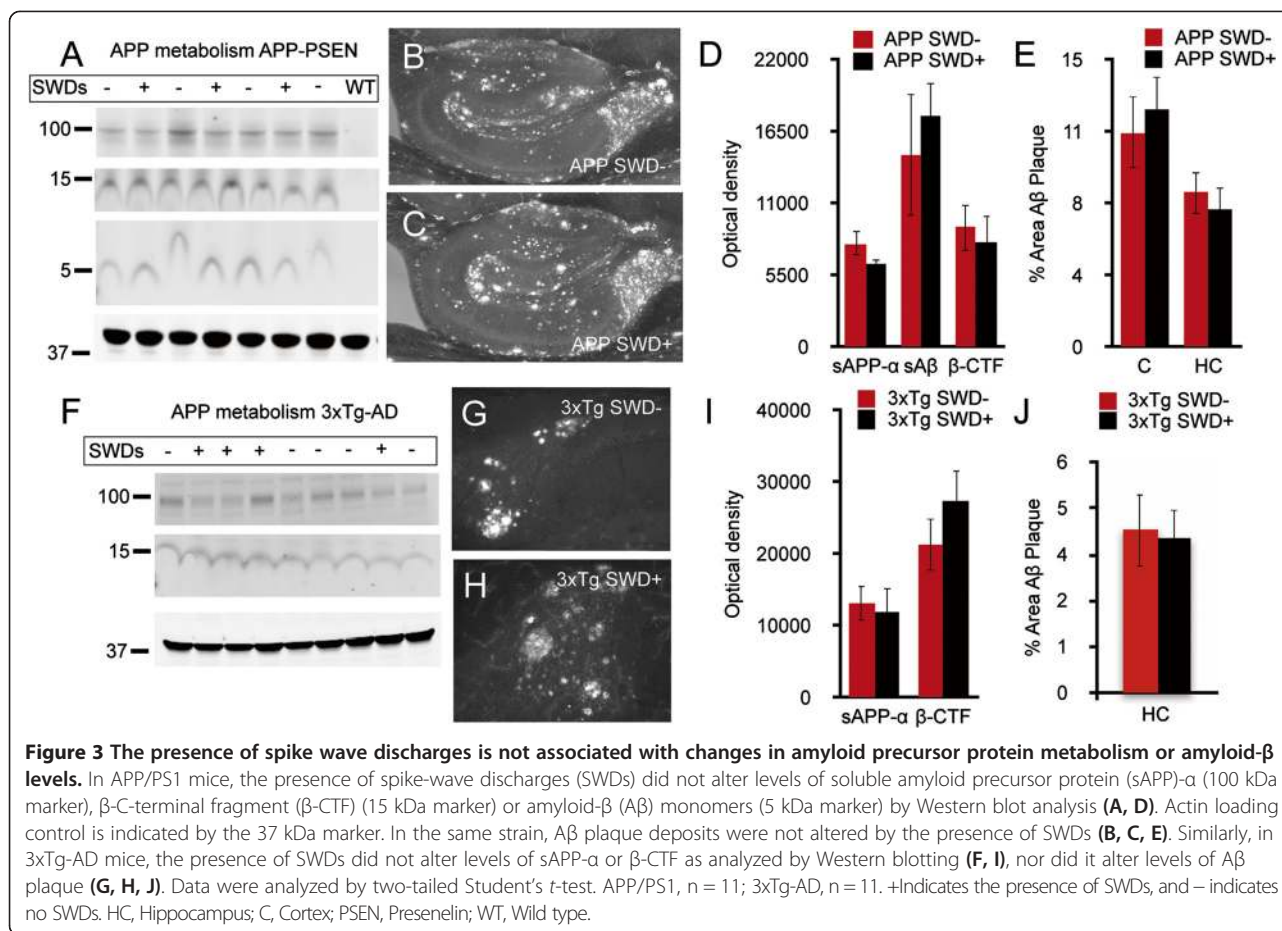 A
APP metabolism APP-PSEN
SWDs - + - + - + - WT
100
15
5
37
B
APP SWD-
C
APP SWD+
D
APP SWD-
APP SWD+
Optical density
22000
16500
11000
5500
0
sAPP-α sAβ β-CTF
E
APP SWD-
APP SWD+
% Area Aβ Plaque
15
11
8
4
0
C HC
F
APP metabolism 3xTg-AD
SWDs - + + + - - - + -
100
15
37
G
3xTg SWD-
H
3xTg SWD+
I
3xTg SWD-
3xTg SWD+
Optical density
40000
30000
20000
10000
0
sAPP-α β-CTF
J
3xTg SWD-
3xTg SWD+
% Area Aβ Plaque
6
5
4
2
1
0
HC
Figure 3 The presence of spike wave discharges is not associated with changes in amyloid precursor protein metabolism or amyloid-β
levels. In APP/PS1 mice, the presence of spike-wave discharges (SWDs) did not alter levels of soluble amyloid precursor protein (sAPP)-α (100 kDa
marker), β-C-terminal fragment (β-CTF) (15 kDa marker) or amyloid-β (Aβ) monomers (5 kDa marker) by Western blot analysis (A, D). Actin loading
control is indicated by the 37 kDa marker. In the same strain, Aβ plaque deposits were not altered by the presence of SWDs (B, C, E). Similarly, in
3xTg-AD mice, the presence of SWDs did not alter levels of sAPP-α or β-CTF as analyzed by Western blotting (F, I), nor did it alter levels of Aβ
plaque (G, H, J). Data were analyzed by two-tailed Student's t-test. APP/PS1, n = 11; 3xTg-AD, n = 11. +Indicates the presence of SWDs, and – indicates
no SWDs. HC, Hippocampus; C, Cortex; PSEN, Presenelin; WT, Wild type.